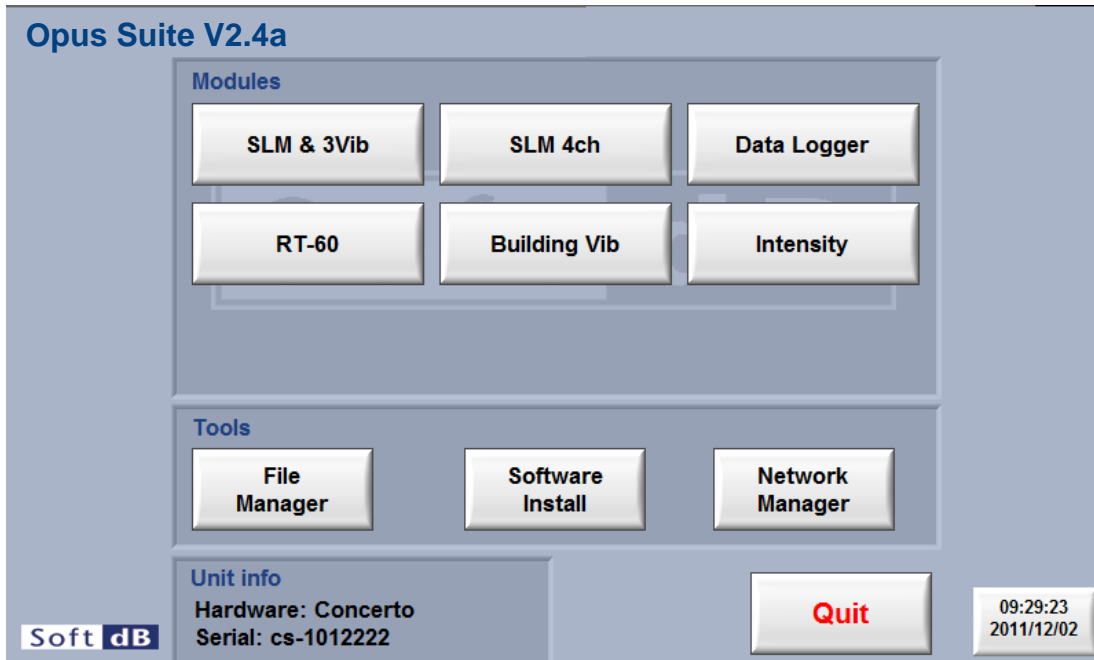 Opus Suite V2.4a
Modules
SLM & 3Vib
SLM 4ch
Data Logger
RT-60
Building Vib
Intensity
Tools
File
Manager
Software
Install
Network
Manager
Unit info
Hardware: Concerto
Serial: cs-1012222
Quit
09:29:23
2011/12/02
Soft dB